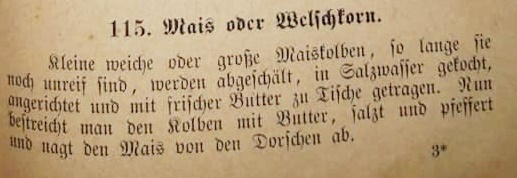 115. Mais oder Welschkorn.
Kleine weiche oder große Maiskolben, so lange sie
noch unreif sind, werden abgeschält, in Salzwasser gekocht,
angerichtet und mit frischer Butter zu Tische getragen. Nun
bestreicht man den Kolben mit Butter, salzt und pfeffert
und nagt den Mais von den Dorschen ab.
3*